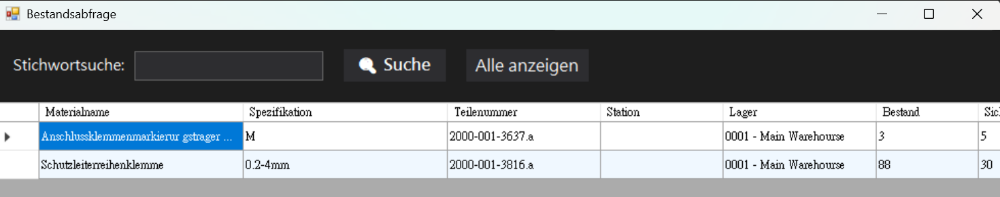 Bestandsabfrage
Stichwortsuche: Suche Alle anzeigen
Materialname Spezifikation Teilenummer Station Lager Bestand Sic
Anschlussklemmenmarkierur gstrager ... M 2000-001-3637.a 0001 - Main Warehourse 3 5
Schutzleiterreihenklemme 0.2-4mm 2000-001-3816.a 0001 - Main Warehourse 88 30